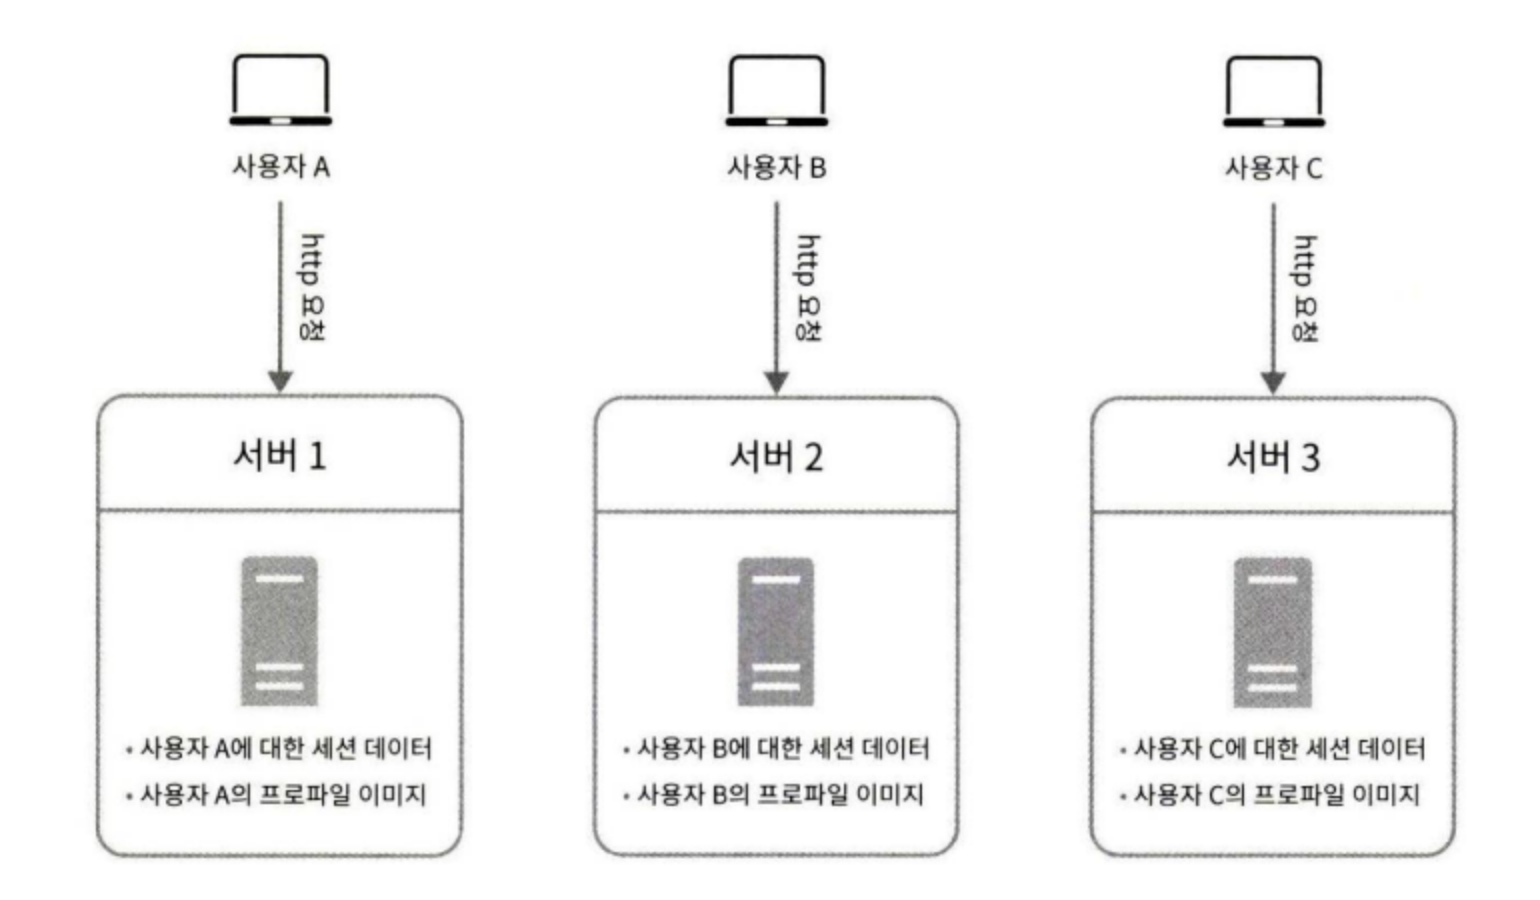 사용자 A
사용자 B
사용자 C
http 요청
http 요청
http 요청
서버 1
서버 2
서버 3
• 사용자 A에 대한 세션 데이터
• 사용자 A의 프로파일 이미지
• 사용자 B에 대한 세션 데이터
• 사용자 B의 프로파일 이미지
• 사용자 C에 대한 세션 데이터
• 사용자 C의 프로파일 이미지